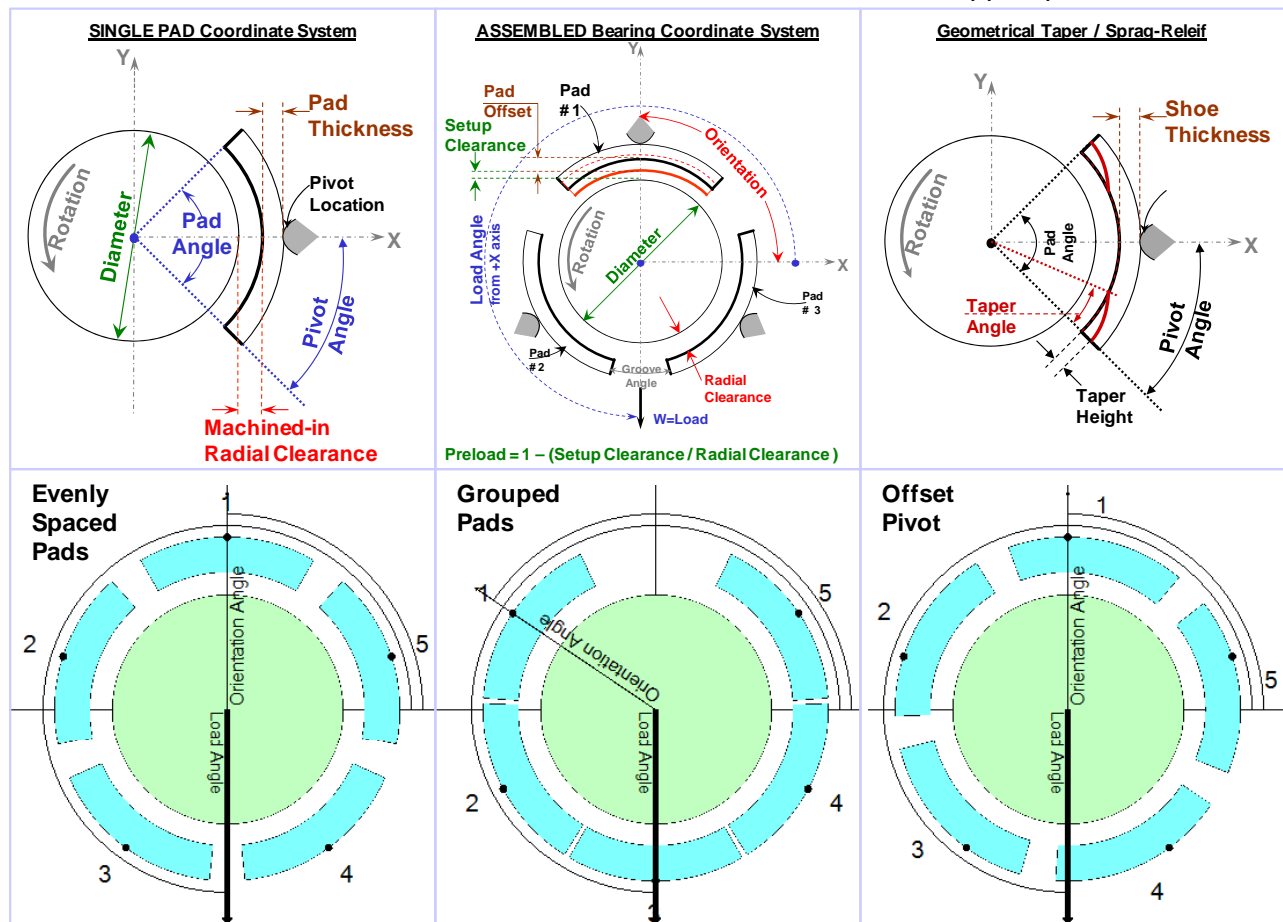 SINGLE PAD Coordinate System
Y
Pad
Thickness
Rotation
Diameter
Pad
Angle
Pivot
Location
X
Pivot
Angle
Machined-in
Radial Clearance
ASSEMBLED Bearing Coordinate System
Y
Pad
Offset
Pad
# 1
Setup
Clearance
Orientation
Load Angle
from +X axis
Rotation
Diameter
X
Pad
# 3
Pad
#2
Groove
Angle
Radial
Clearance
W=Load
Preload = 1 – (Setup Clearance / Radial Clearance )
Geometrical Taper / Sprag-Releif
Y
Shoe
Thickness
Rotation
Pad
Angle
X
Taper
Angle
Pivot
Angle
Taper
Height
Evenly
Spaced
Pads
1
2
3
4
5
Orientation Angle
Load Angle
Grouped
Pads
1
2
3
4
5
Orientation Angle
Load Angle
Offset
Pivot
1
2
3
4
5
Orientation Angle
Load Angle